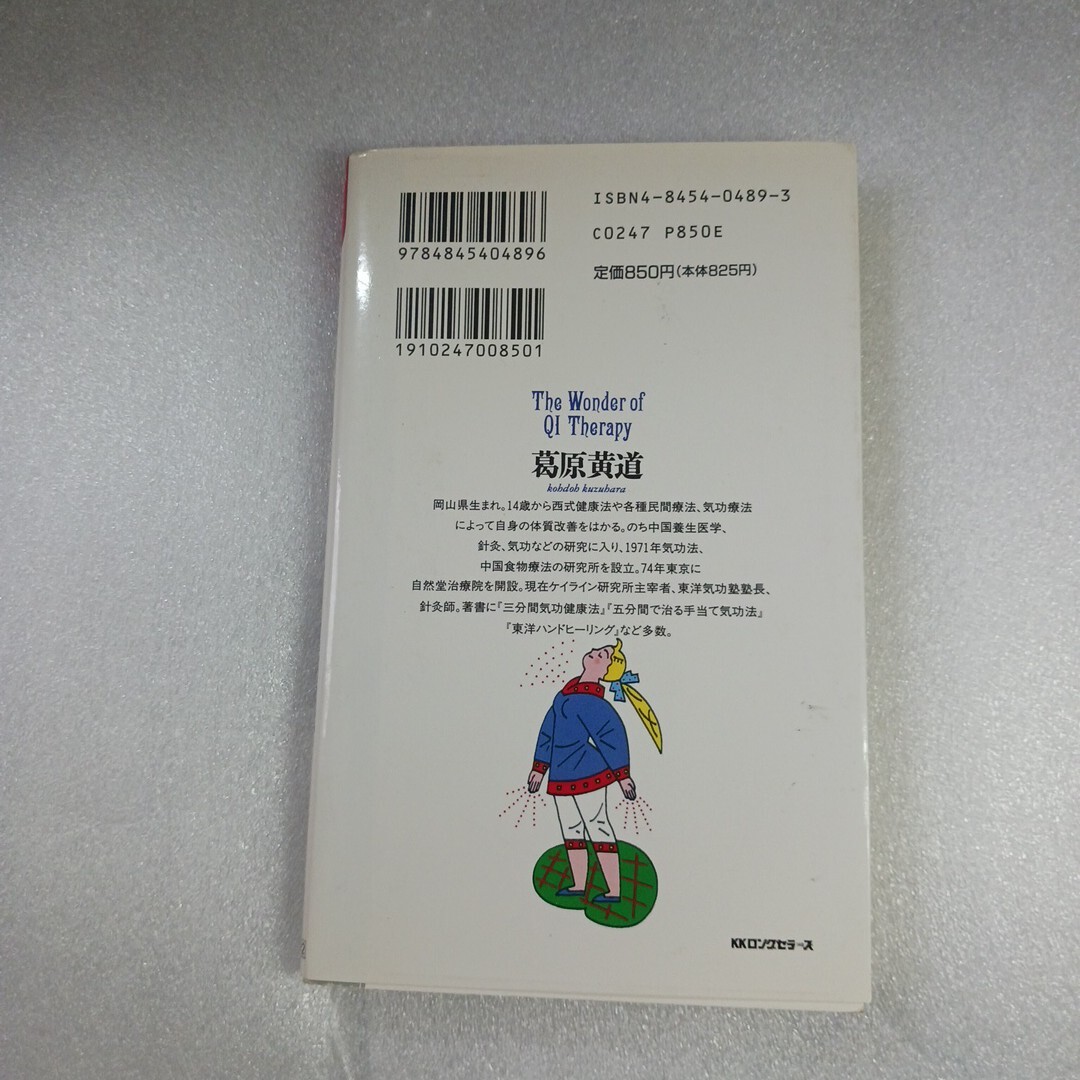 ISBN4-8454-0489-3
9784845404896
C0247 P850E
定価850円(本体825円)
1910247008501
The Wonder of
QI Therapy
葛原黄道
kohdoh kuzuhara
岡山県生まれ。14歳から西式健康法や各種民間療法、気功療法
によって自身の体質改善をはかる。のち中国養生医学、
針灸、気功などの研究に入り、1971年気功法、
中国食物療法の研究所を設立。74年東京に
自然堂治療院を開設。現在ケイライン研究所主宰者、東洋気功塾塾長、
針灸師。著書に『三分間気功健康法』『五分間で治る手当て気功法』
『東洋ハンドヒーリング』など多数。
KKロングセラーズ